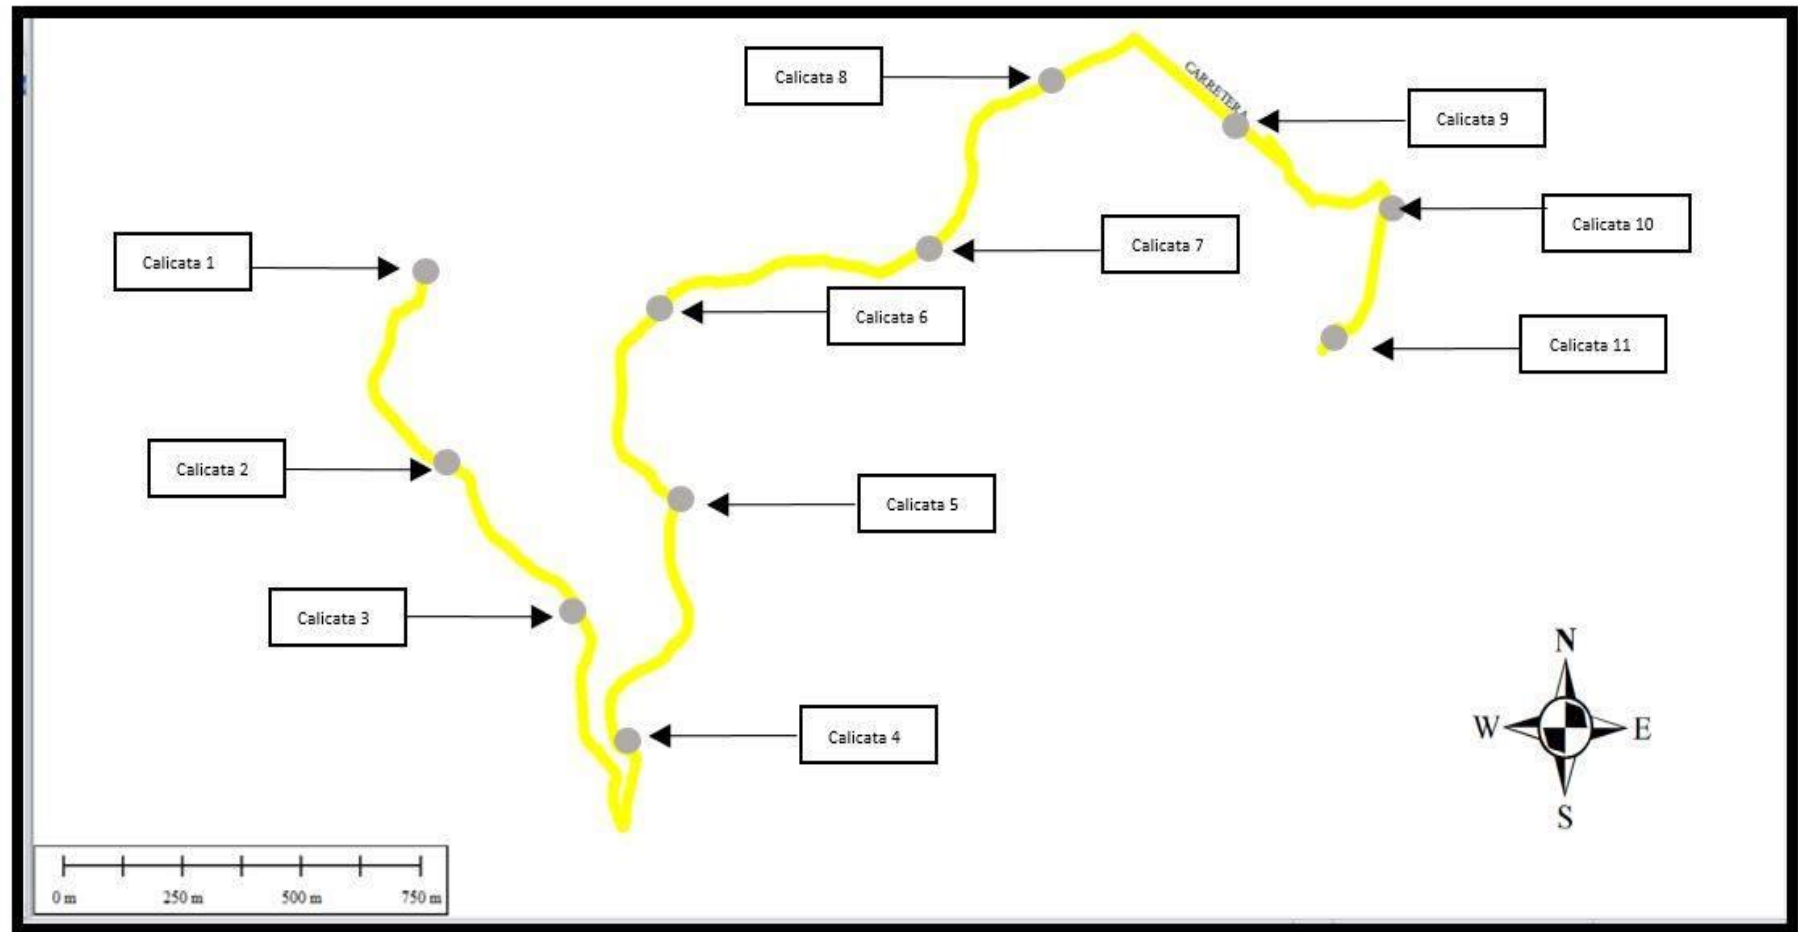 Calicata 8
CARRETERA
Calicata 9
Calicata 10
Calicata 7
Calicata 1
Calicata 6
Calicata 11
Calicata 2
Calicata 5
Calicata 3
Calicata 4
N
W
E
S
0 m 250 m 500 m 750 m